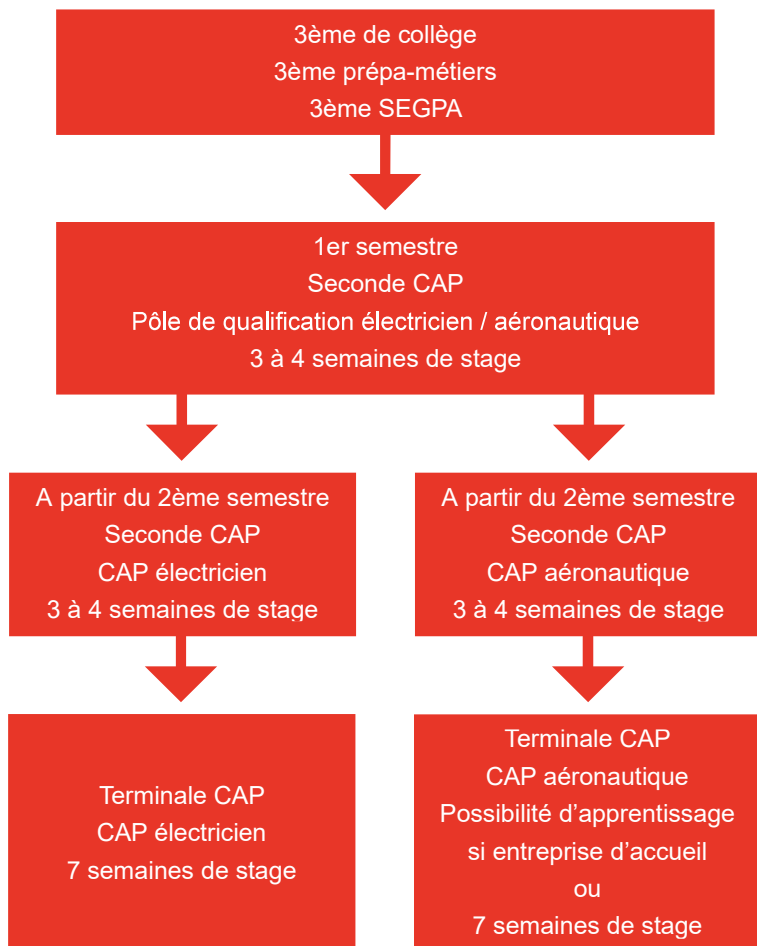 3ème de collège
3ème prépa-métiers
3ème SEGPA
1er semestre
Seconde CAP
Pôle de qualification électricien / aéronautique
3 à 4 semaines de stage
A partir du 2ème semestre
Seconde CAP
CAP électricien
3 à 4 semaines de stage
A partir du 2ème semestre
Seconde CAP
CAP aéronautique
3 à 4 semaines de stage
Terminale CAP
CAP électricien
7 semaines de stage
Terminale CAP
CAP aéronautique
Possibilité d’apprentissage
si entreprise d’accueil
ou
7 semaines de stage